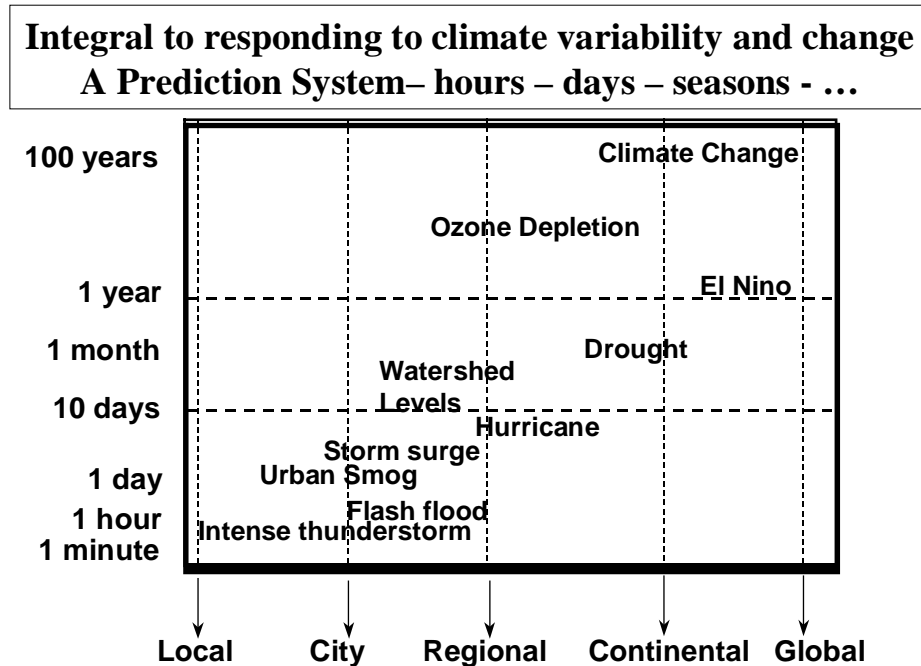 Integral to responding to climate variability and change
A Prediction System– hours – days – seasons - …
100 years
Climate Change
Ozone Depletion
1 year
El Nino
1 month
Drought
Watershed
Levels
10 days
Hurricane
Storm surge
1 day
Urban Smog
1 hour
Flash flood
Intense thunderstorm
1 minute
Local
City
Regional
Continental
Global